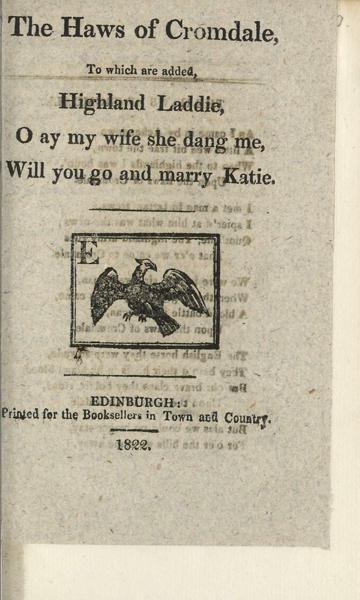 The Haws of Cromdale,
To which are added,
Highland Laddie,
O ay my wife she dang me,
Will you go and marry Katie.
E
EDINBURGH:
Printed for the Booksellers in Town and Country.
1822.